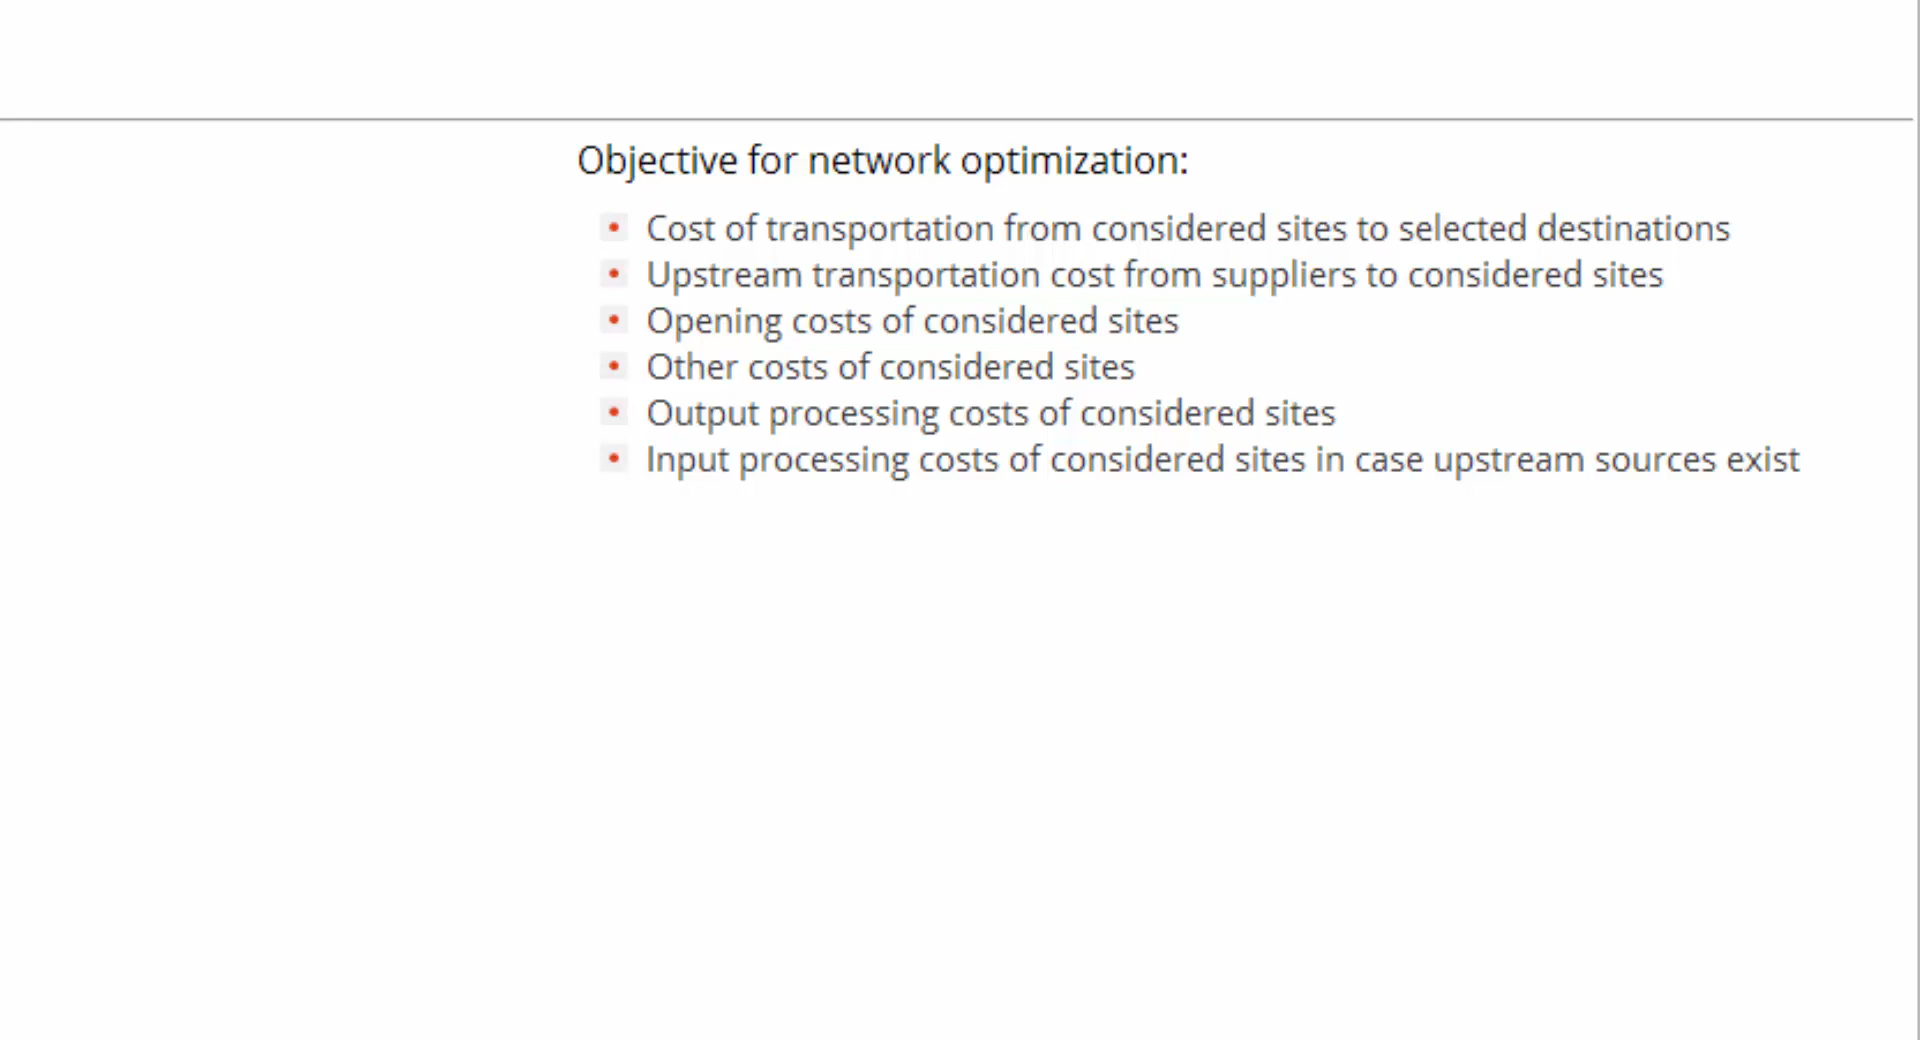 Objective for network optimization:
• Cost of transportation from considered sites to selected destinations
• Upstream transportation cost from suppliers to considered sites
• Opening costs of considered sites
• Other costs of considered sites
• Output processing costs of considered sites
• Input processing costs of considered sites in case upstream sources exist